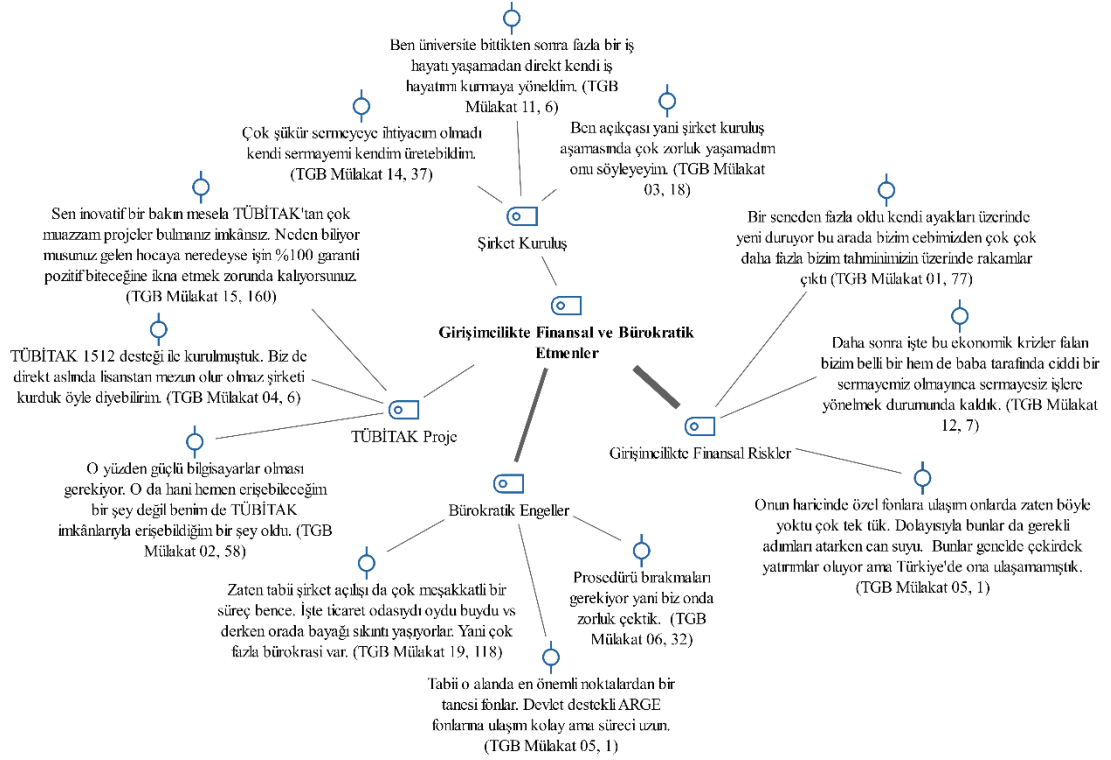 Ben üniversite bittikten sonra fazla bir iş
hayatı yaşamadan direkt kendi iş
hayatımı kurmaya yöneldim. (TGB
Mülakat 11, 6)
Çok şükür sermeyeye ihtiyacım olmadı
kendi sermayemi kendim üretebildim.
(TGB Mülakat 14, 37)
Ben açıkçası yani şirket kuruluş
aşamasında çok zorluk yaşamadım
onu söyleyeyim. (TGB Mülakat
03, 18)
Şirket Kuruluş
Sen inovatif bir bakın mesela TÜBİTAK'tan çok
muazzam projeler bulmanız imkânsız. Neden biliyor
musunuz gelen hocaya neredeyse işin %100 garanti
pozitif biteceğine ikna etmek zorunda kalıyorsunuz.
(TGB Mülakat 15, 160)
Bir seneden fazla oldu kendi ayakları üzerinde
yeni duruyor bu arada bizim cebimizden çok çok
daha fazla bizim tahminimizin üzerinde rakamlar
çıktı (TGB Mülakat 01, 77)
Girişimcilikte Finansal ve Bürokratik
Etmenler
TÜBİTAK 1512 desteği ile kurulmuştuk. Biz de
direkt aslında lisanstan mezun olur olmaz şirketi
kurduk öyle diyebilirim. (TGB Mülakat 04, 6)
Daha sonra işte bu ekonomik krizler falan
bizim belli bir hem de baba tarafında ciddi bir
sermayemiz olmayınca sermayesiz işlere
yönelmek durumunda kaldık. (TGB Mülakat
12, 7)
TÜBİTAK Proje
Girişimcilikte Finansal Riskler
O yüzden güçlü bilgisayarlar olması
gerekiyor. O da hani hemen erişebileceğim
bir şey değil benim de TÜBİTAK
imkânlarıyla erişebildiğim bir şey oldu. (TGB
Mülakat 02, 58)
Bürokratik Engeller
Onun haricinde özel fonlara ulaşım onlarda zaten böyle
yoktu çok tek tük. Dolayısıyla bunlar da gerekli
adımları atarken can suyu. Bunlar genelde çekirdek
yatırımlar oluyor ama Türkiye'de ona ulaşamamıştık.
(TGB Mülakat 05, 1)
Zaten tabii şirket açılışı da çok meşakkatli bir
süreç bence. İşte ticaret odasıydı oydu buydu vs
derken orada bayağı sıkıntı yaşıyorlar. Yani çok
fazla bürokrasi var. (TGB Mülakat 19, 118)
Prosedürü bırakmaları
gerekiyor yani biz onda
zorluk çektik. (TGB
Mülakat 06, 32)
Tabii o alanda en önemli noktalardan bir
tanesi fonlar. Devlet destekli ARGE
fonlarına ulaşım kolay ama süreci uzun.
(TGB Mülakat 05, 1)